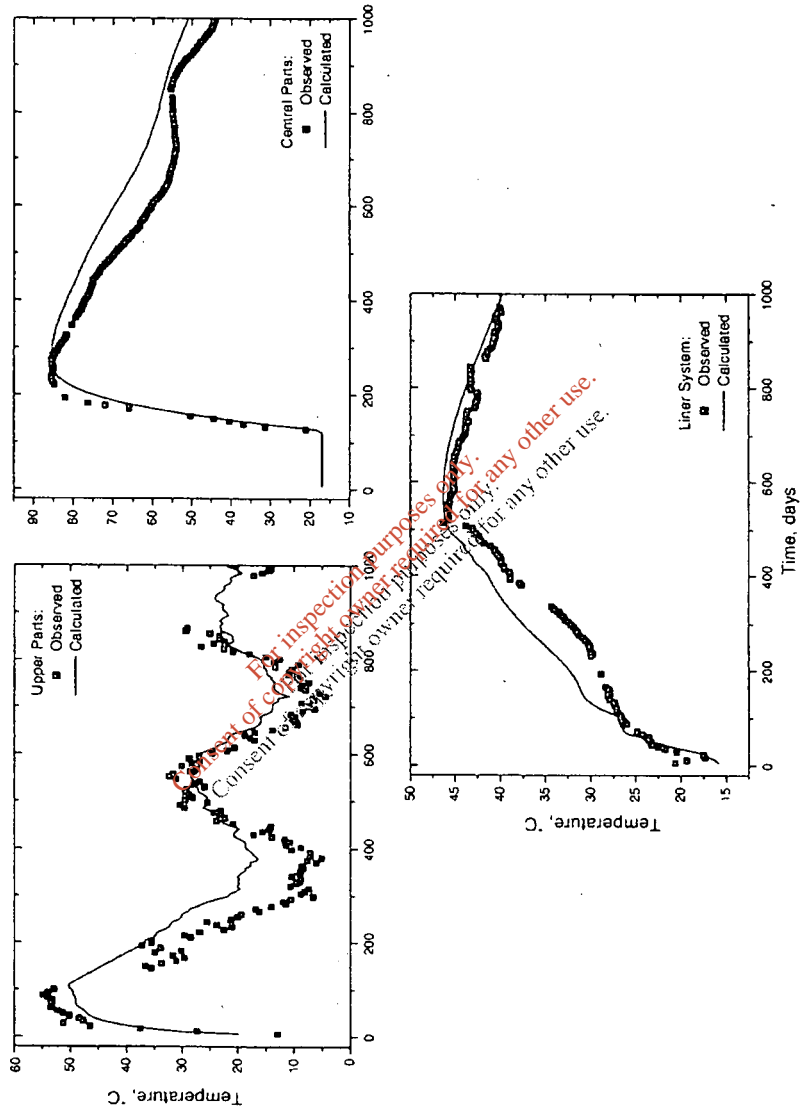 Upper Parts:
Observed
Calculated
Temperature, °C
60
50
40
30
20
10
0
0
200
400
600
800
1000
Central Parts:
Observed
Calculated
90
80
70
60
50
40
30
20
10
0
200
400
600
800
1000
Liner System:
Observed
Calculated
Temperature, °C
50
45
40
35
30
25
20
15
0
200
400
600
800
1000
Time, days
For inspection purposes only.
Consent of copyright owner required for any other use.
For inspection purposes only.
Consent of copyright owner required for any other use.